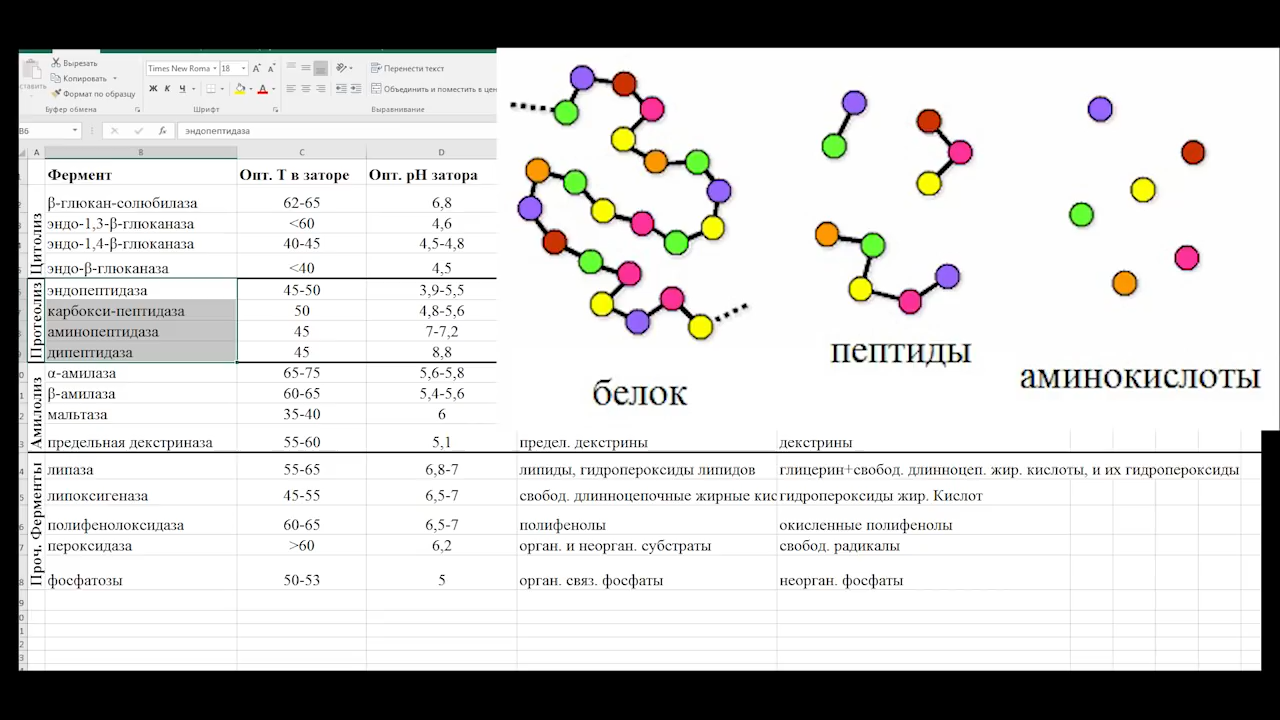 Вырезать
Копировать
Формат по образцу
Буфер обмена
Times New Roma 18
Ж К Ч
Шрифт
Перенести текст
Объединить и поместить в цен
Выравнивание
эндопептидаза
A B C D
Фермент Опт. Т в заторе Опт. pH затора
Цитолиз
β-глюкан-солюбилаза 62-65 6,8
эндо-1,3-β-глюканаза <60 4,6
эндо-1,4-β-глюканаза 40-45 4,5-4,8
эндо-β-глюканаза <40 4,5
Протеолиз
эндопептидаза 45-50 3,9-5,5
карбокси-пептидаза 50 4,8-5,6
аминопептидаза 45 7-7,2
дипептидаза 45 8,8
Амилолиз
α-амилаза 65-75 5,6-5,8
β-амилаза 60-65 5,4-5,6
мальтаза 35-40 6
предельная декстриназа 55-60 5,1 предел. декстрины декстрины
Проч. Ферменты
липаза 55-65 6,8-7 липиды, гидропероксиды липидов глицерин+свобод. длинноцеп. жир. кислоты, и их гидропероксиды
липоксигеназа 45-55 6,5-7 свобод. длинноцепочные жирные кис гидропероксиды жир. Кислот
полифенолоксидаза 60-65 6,5-7 полифенолы окисленные полифенолы
пероксидаза >60 6,2 орган. и неорган. субстраты свобод. радикалы
фосфатозы 50-53 5 орган. связ. фосфаты неорган. фосфаты
белок
пептиды
аминокислоты